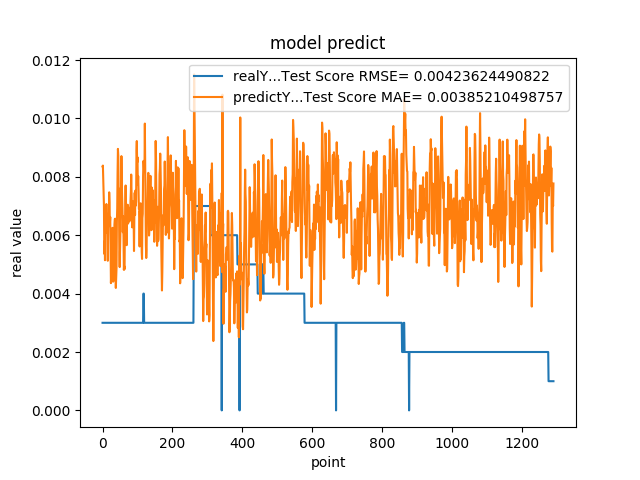 model predict
realY...Test Score RMSE= 0.00423624490822
predictY...Test Score MAE= 0.00385210498757
real value
0.012
0.010
0.008
0.006
0.004
0.002
0.000
0 200 400 600 800 1000 1200
point